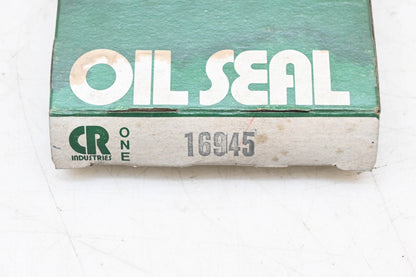 OIL SEAL
CR INDUSTRIES
ONE
16945